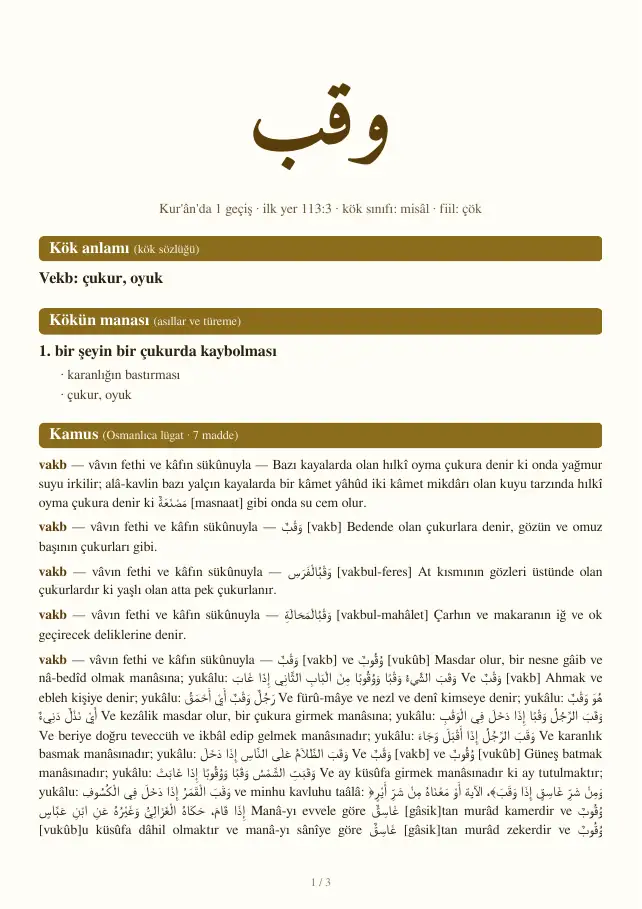 وقب
Kur'ân'da 1 geçiş · ilk yer 113:3 · kök sınıfı: misâl · fiil: çök
Kök anlamı (kök sözlüğü)
Vekb: çukur, oyuk
Kökün manası (asıllar ve türeme)
1. bir şeyin bir çukurda kaybolması
· karanlığın bastırması
· çukur, oyuk
Kamus (Osmanlıca lügat · 7 madde)
vakb — vâvın fethi ve kâfın sükûnuyla — Bazı kayalarda olan hılkî oyma çukura denir ki onda yağmur
suyu irkilir; alâ-kavlin bazı yalçın kayalarda bir kâmet yâhûd iki kâmet mikdârı olan kuyu tarzında hılkî
oyma çukura denir ki مَصْنَعَةٌ [masnaat] gibi onda su cem olur.
vakb — vâvın fethi ve kâfın sükûnuyla — وَقْبٌ [vakb] Bedende olan çukurlara denir, gözün ve omuz
başının çukurları gibi.
vakb — vâvın fethi ve kâfın sükûnuyla — وَقْبُالْفَرَسِ [vakbul-feres] At kısmının gözleri üstünde olan
çukurlardır ki yaşlı olan atta pek çukurlanır.
vakb — vâvın fethi ve kâfın sükûnuyla — وَقْبُالْمَحَالَةِ [vakbul-mahâlet] Çarhın ve makaranın iğ ve ok
geçirecek deliklerine denir.
vakb — vâvın fethi ve kâfın sükûnuyla — وَقْبٌ [vakb] ve وُقُوبٌ [vukûb] Masdar olur, bir nesne gâib ve
nâ-bedîd olmak manâsına; yukâlu: وَقَبَ الشَّيْءُ وَقْبًا وَوُقُوبًا مِنَ الْبَابِ الثَّانِي إِذَا غَابَ Ve وَقْبٌ [vakb] Ahmak ve
ebleh kişiye denir; yukâlu: رَجُلٌ وَقْبٌ أَيْ أَحْمَقُ Ve fürû-mâye ve nezl ve denî kimseye denir; yukâlu: هُوَ وَقْبٌ
أَيْ نَذْلٌ دَنِيءٌ Ve kezâlik masdar olur, bir çukura girmek manâsına; yukâlu: وَقَبَ الرَّجُلُ وَقْبًا إِذَا دَخَلَ فِي الْوَقْبِ
Ve beriye doğru teveccüh ve ikbâl edip gelmek manâsınadır; yukâlu: وَقَبَ الرَّجُلُ إِذَا أَقْبَلَ وَجَاءَ Ve karanlık
basmak manâsınadır; yukâlu: وَقَبَ الظَّلاَمُ عَلَى النَّاسِ إِذَا دَخَلَ Ve وَقْبٌ [vakb] ve وُقُوبٌ [vukûb] Güneş batmak
manâsınadır; yukâlu: وَقَبَتِ الشَّمْسُ وَقْبًا وَوُقُوبًا إِذَا غَابَتْ Ve ay küsûfa girmek manâsınadır ki ay tutulmaktır;
yukâlu: وَقَبَ الْقَمَرُ إِذَا دَخَلَ فِي الْكُسُوفِ ve minhu kavluhu taâlâ: ﴿وَمِنْ شَرِّ غَاسِقٍ إِذَا وَقَبَ﴾، الآية أَوْ مَعْنَاهُ مِنْ شَرِّ أَيْرٍ
إِذَا قَامَ، حَكَاهُ الْغَزَالِيُّ وَغَيْرُهُ عَنِ ابْنِ عَبَّاسٍ Manâ-yı evvele göre غَاسِقٌ [gâsik]tan murâd kamerdir ve وُقُوبٌ
[vukûb]u küsûfa dâhil olmaktır ve manâ-yı sânîye göre غَاسِقٌ [gâsik]tan murâd zekerdir ve وُقُوبٌ
1 / 3